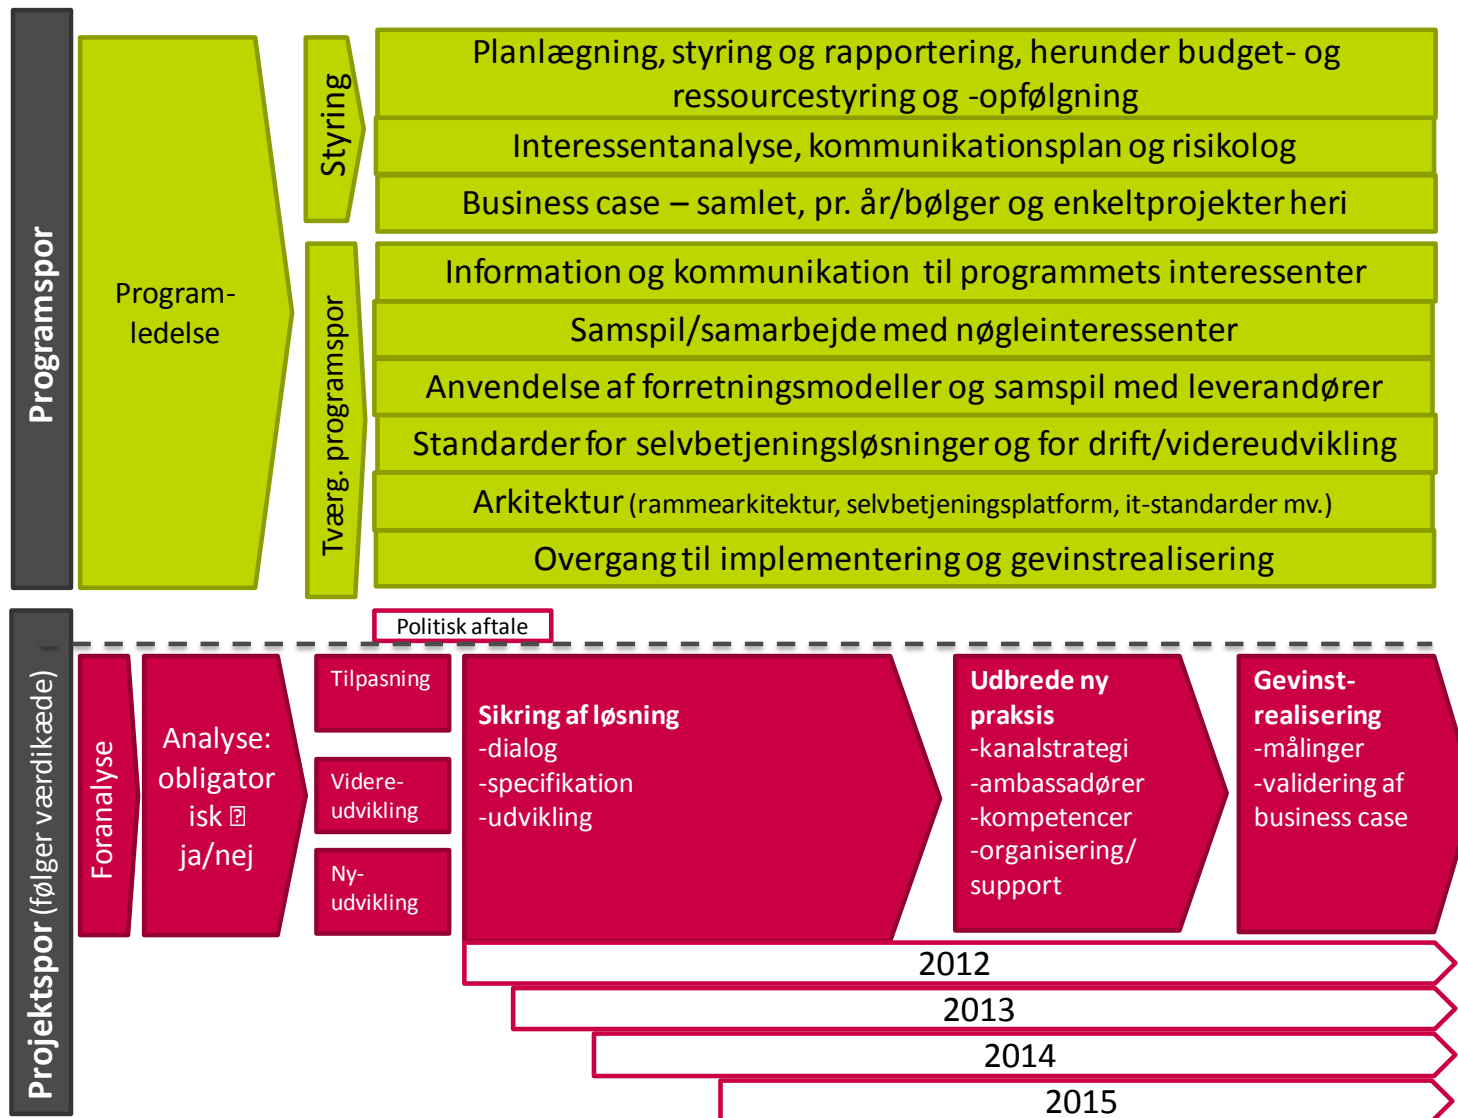 Programspor
Program-
ledelse
Styring
Planlægning, styring og rapportering, herunder budget- og
ressourcestyring og -opfølgning
Interessentanalyse, kommunikationsplan og risikolog
Business case – samlet, pr. år/bølger og enkeltprojekter heri
Tværg. programspor
Information og kommunikation til programmets interessenter
Samspil/samarbejde med nøgleinteressenter
Anvendelse af forretningsmodeller og samspil med leverandører
Standarder for selvbetjeningsløsninger og for drift/videreudvikling
Arkitektur (rammearkitektur, selvbetjeningsplatform, it-standarder mv.)
Overgang til implementering og gevinstrealisering
Projektspor (følger værdikæde)
Politisk aftale
Foranalyse
Analyse:
obligator
isk ⍰
ja/nej
Tilpasning
Videre-
udvikling
Ny-
udvikling
Sikring af løsning
-dialog
-specifikation
-udvikling
Udbrede ny
praksis
-kanalstrategi
-ambassadører
-kompetencer
-organisering/
support
Gevinst-
realisering
-målinger
-validering af
business case
2012
2013
2014
2015